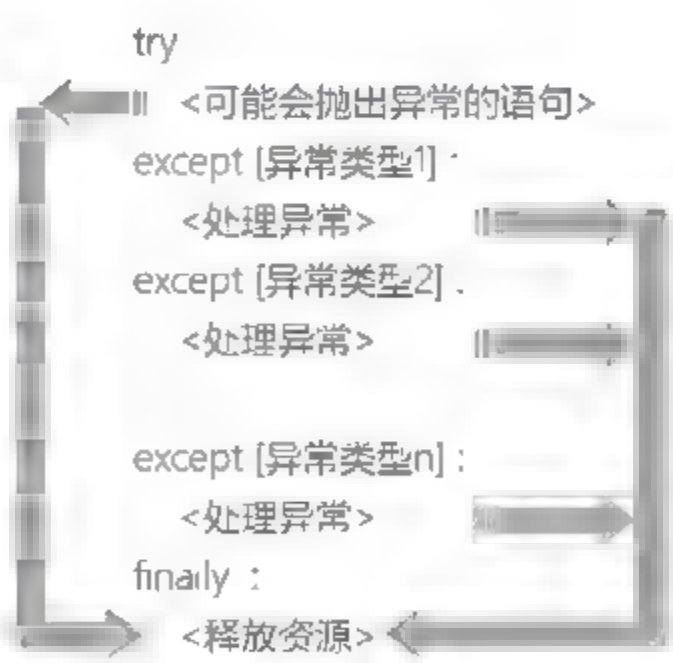 try
<可能会抛出异常的语句>
except [异常类型1] :
<处理异常>
except [异常类型2] :
<处理异常>
except [异常类型n] :
<处理异常>
finally :
<释放资源>